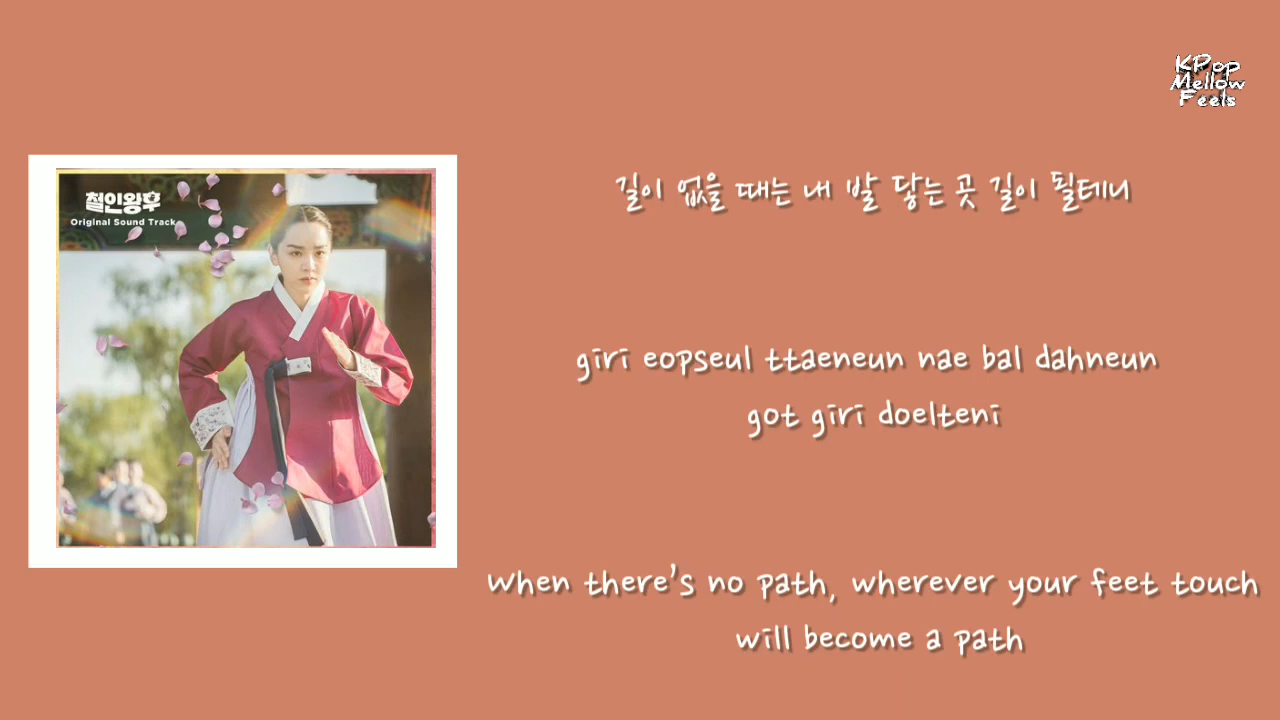 KPop
Mellow
Feels
철인왕후
Original Sound Track
길이 없을 때는 내 발 닿는 곳 길이 될테니
giri eopseul ttaeneun nae bal dahneun
got giri doelteni
When there's no path, wherever your feet touch
will become a path